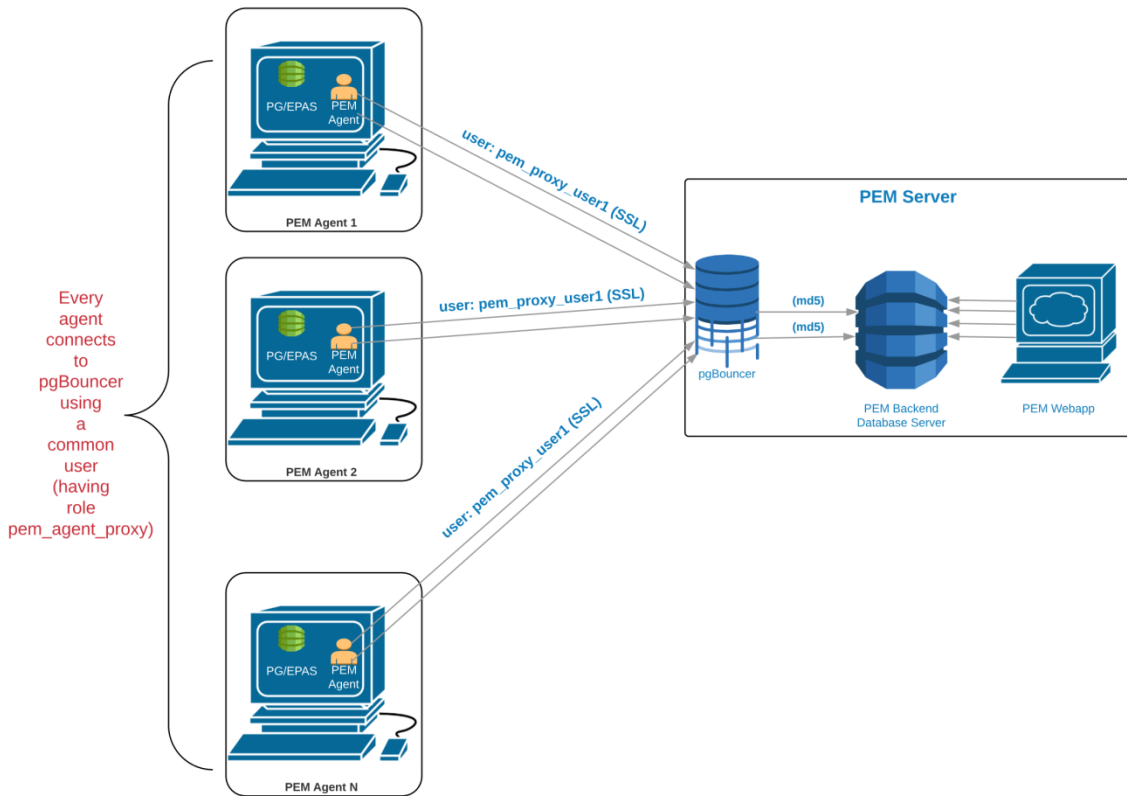 Every
agent
connects
to
pgBouncer
using
a
common
user
(having
role
pem_agent_proxy)
PG/EPAS
PEM
Agent
PEM Agent 1
user: pem_proxy_user1 (SSL)
PG/EPAS
PEM
Agent
PEM Agent 2
user: pem_proxy_user1 (SSL)
PG/EPAS
PEM
Agent
PEM Agent N
user: pem_proxy_user1 (SSL)
PEM Server
pgBouncer
(md5)
(md5)
PEM Backend
Database Server
PEM Webapp